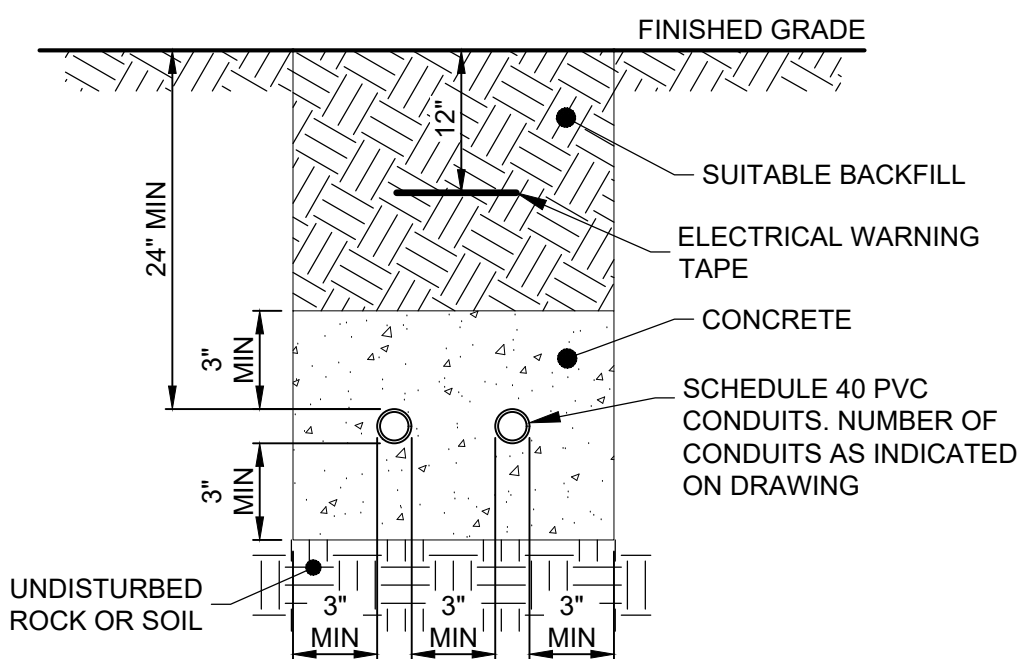 FINISHED GRADE
12"
24" MIN
SUITABLE BACKFILL
ELECTRICAL WARNING
TAPE
CONCRETE
3"
MIN
SCHEDULE 40 PVC
CONDUITS. NUMBER OF
CONDUITS AS INDICATED
ON DRAWING
3"
MIN
UNDISTURBED
ROCK OR SOIL
3"
MIN
3"
MIN
3"
MIN